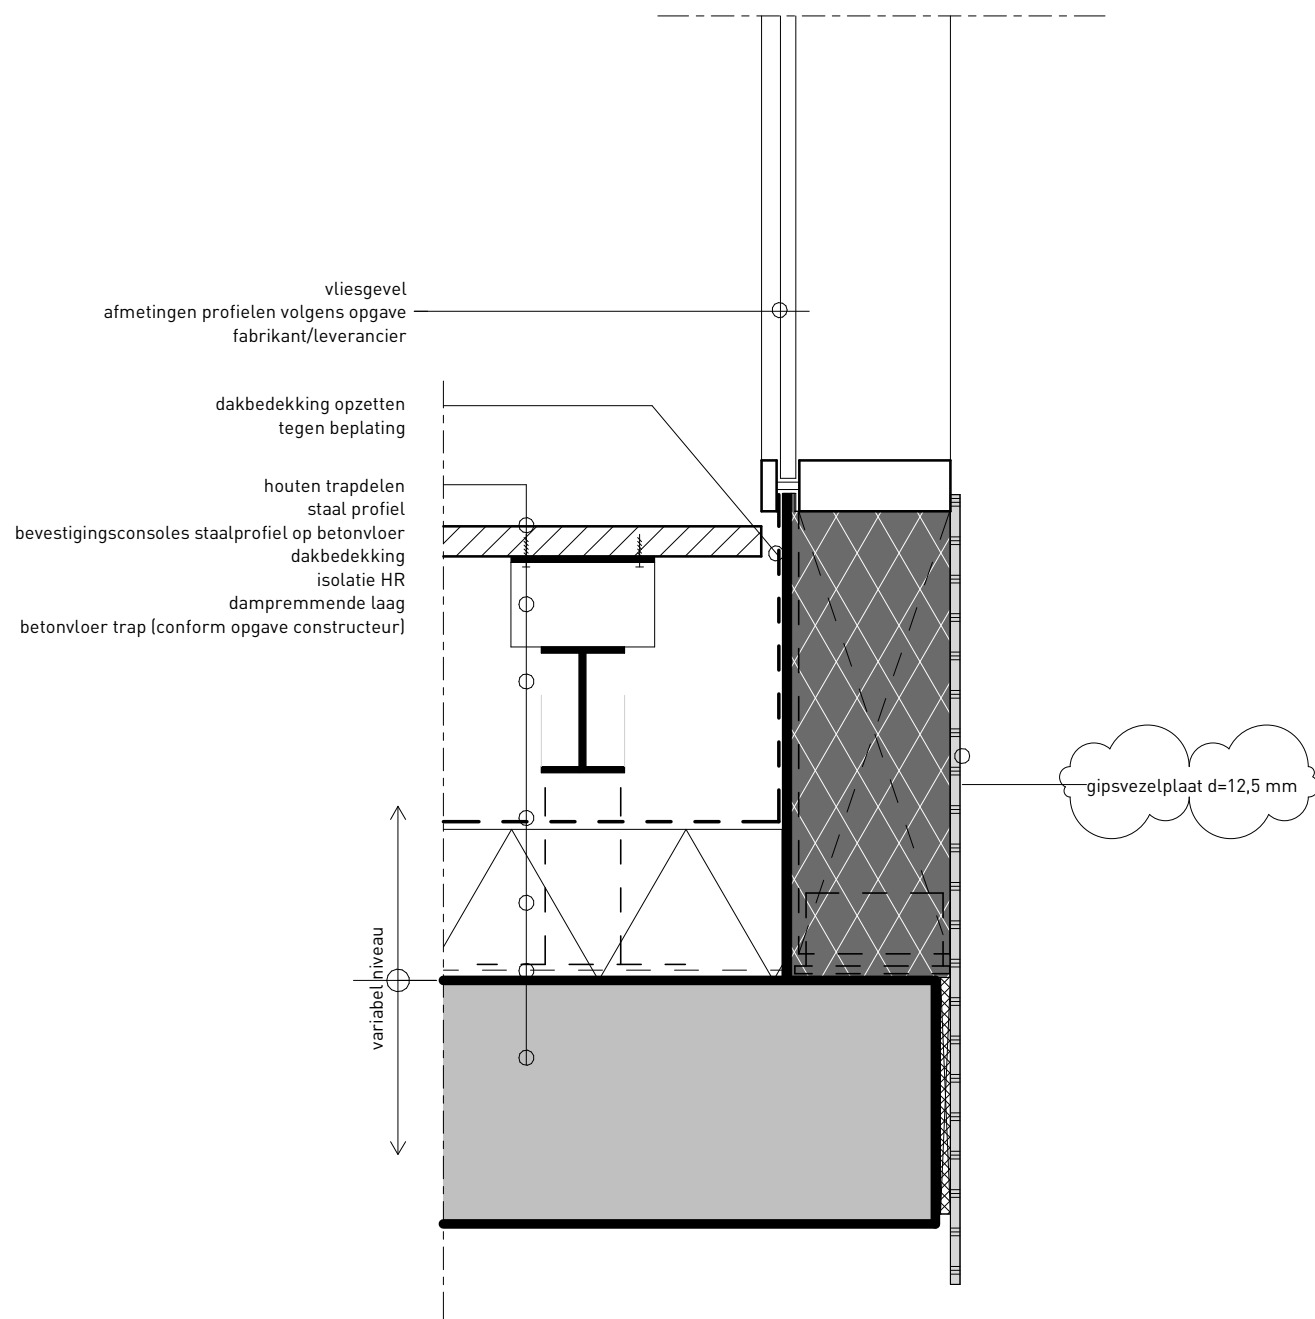 vliesgevel
afmetingen profielen volgens opgave
fabrikant/leverancier
dakbedekking opzetten
tegen beplating
houten trapdelen
staal profiel
bevestigingsconsoles staalprofiel op betonvloer
dakbedekking
isolatie HR
dampremmende laag
betonvloer trap (conform opgave constructeur)
gipsvezelplaat d=12,5 mm
variabel niveau